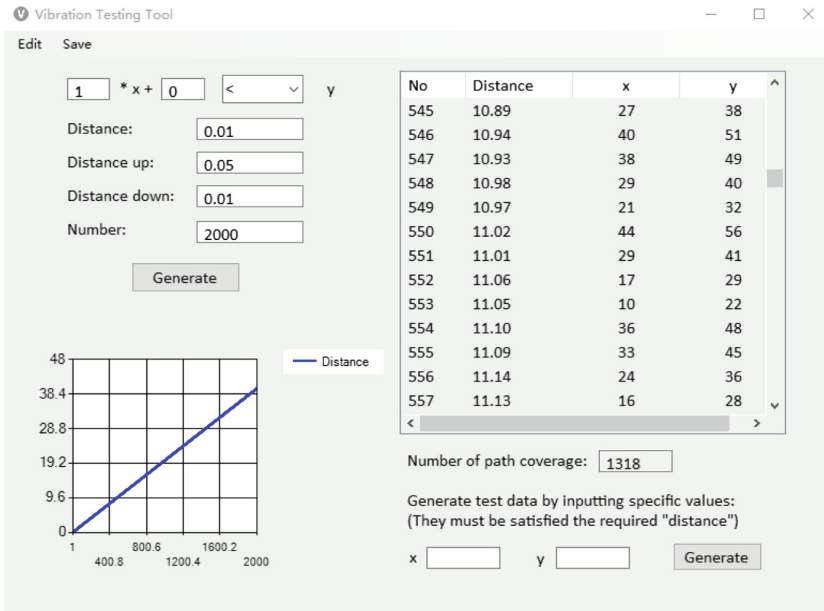 Vibration Testing Tool
Edit Save
1 * x + 0 < y
Distance: 0.01
Distance up: 0.05
Distance down: 0.01
Number: 2000
Generate
48
38.4
28.8
19.2
9.6
0
1 800.6 1600.2
400.8 1200.4 2000
Distance
No Distance x y
545 10.89 27 38
546 10.94 40 51
547 10.93 38 49
548 10.98 29 40
549 10.97 21 32
550 11.02 44 56
551 11.01 29 41
552 11.06 17 29
553 11.05 10 22
554 11.10 36 48
555 11.09 33 45
556 11.14 24 36
557 11.13 16 28
Number of path coverage: 1318
Generate test data by inputting specific values:
(They must be satisfied the required "distance")
x y Generate